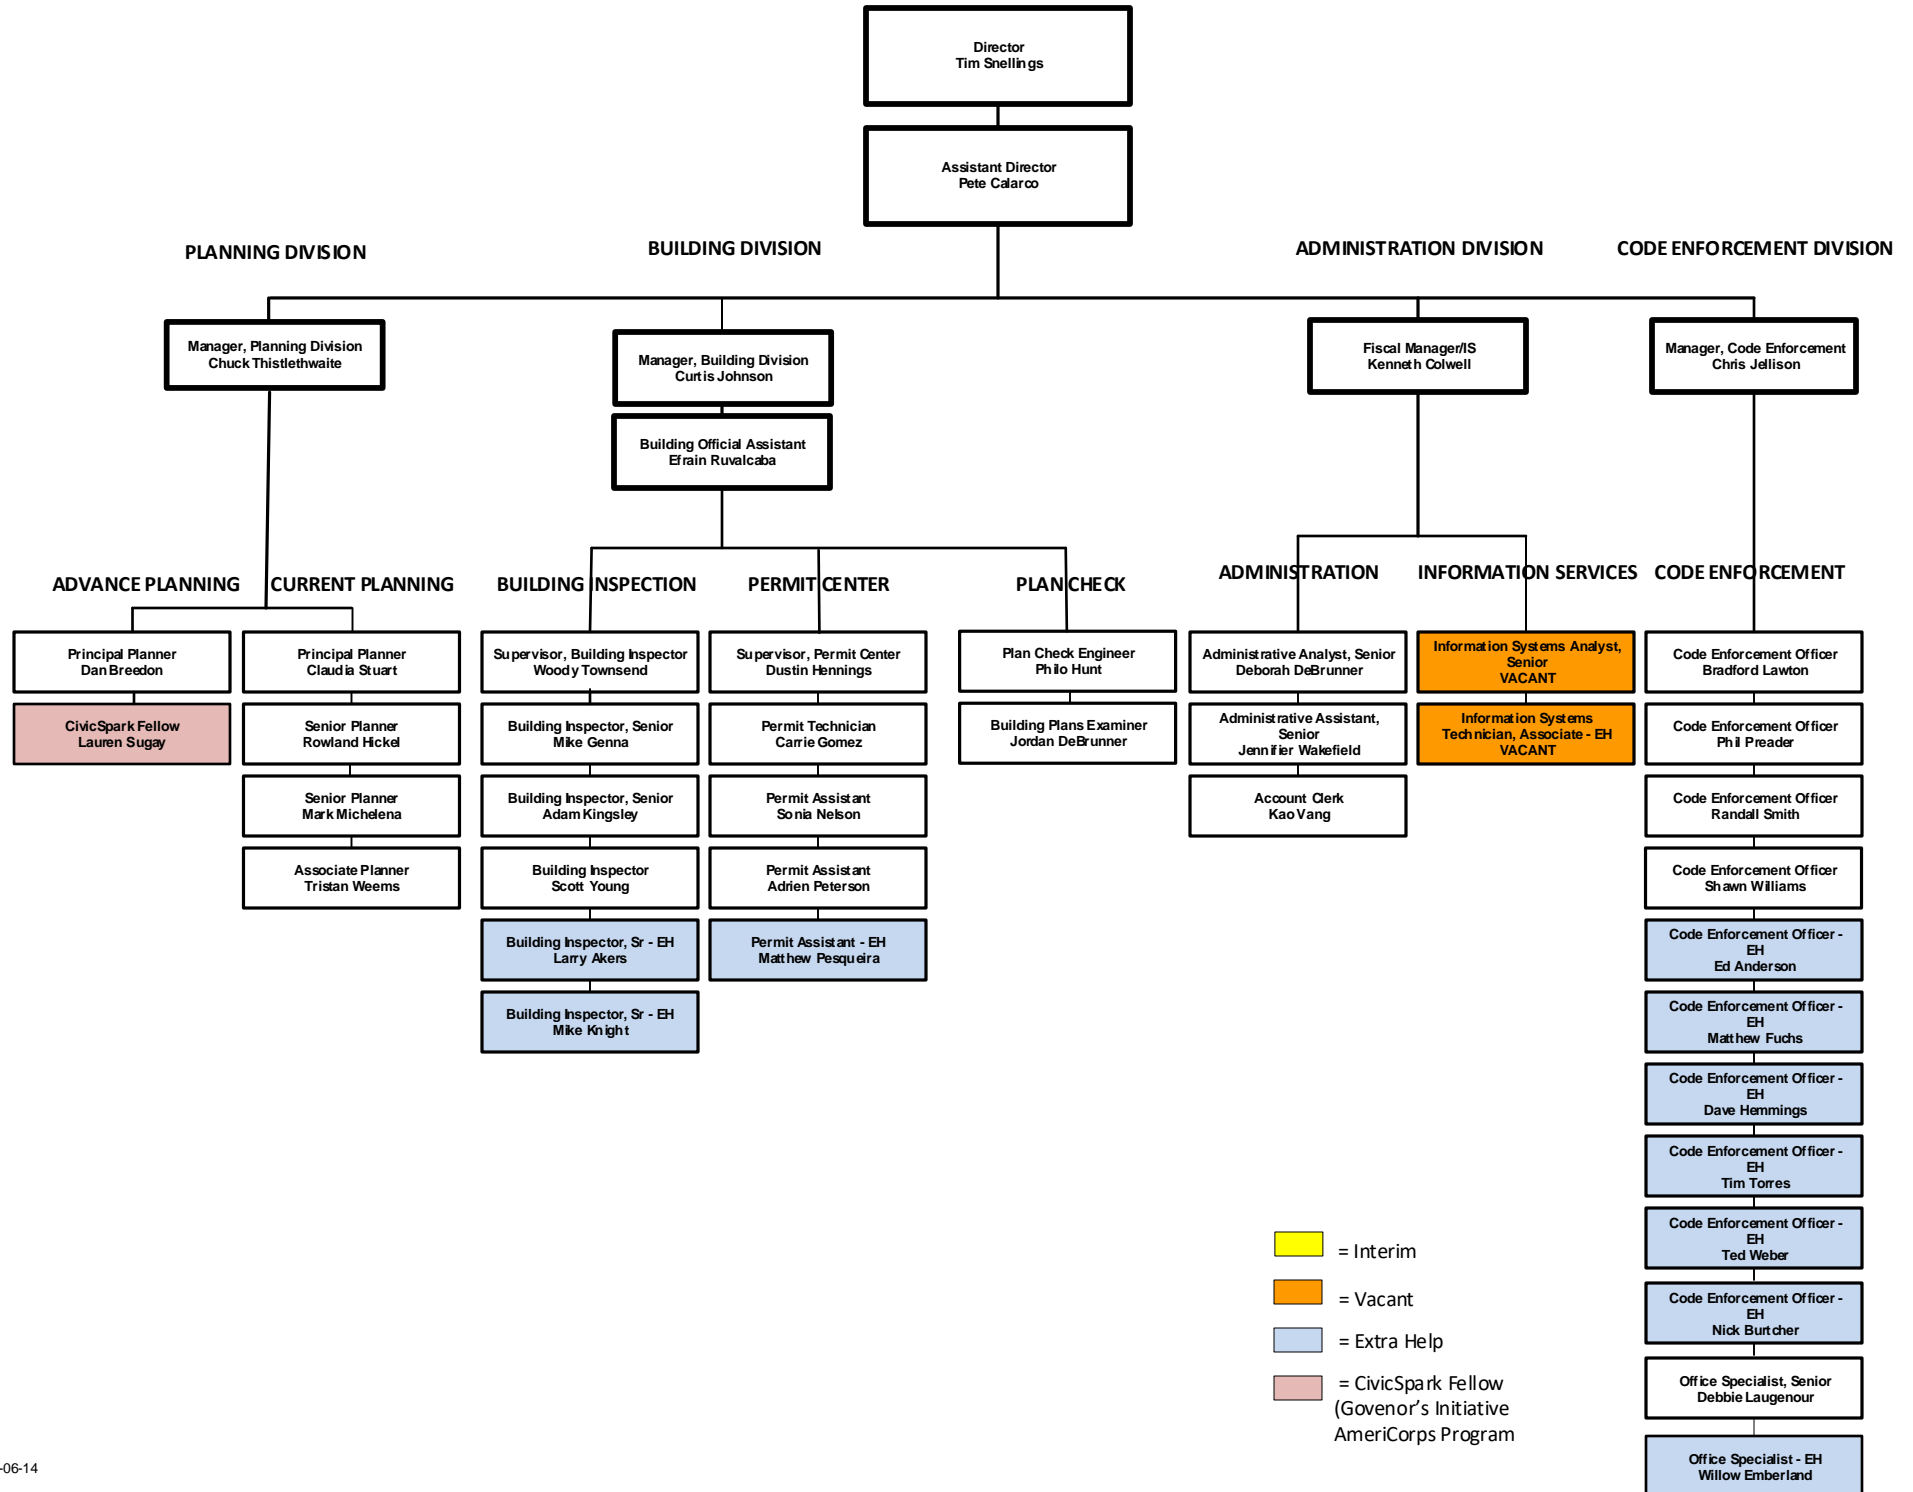 Director
Tim Snellings
Assistant Director
Pete Calarco
PLANNING DIVISION
BUILDING DIVISION
ADMINISTRATION DIVISION
CODE ENFORCEMENT DIVISION
Manager, Planning Division
Chuck Thistlethwaite
Manager, Building Division
Curtis Johnson
Fiscal Manager/IS
Kenneth Colwell
Manager, Code Enforcement
Chris Jellison
Building Official Assistant
Efrain Ruvalcaba
ADVANCE PLANNING
CURRENT PLANNING
BUILDING INSPECTION
PERMIT CENTER
PLAN CHECK
ADMINISTRATION
INFORMATION SERVICES
CODE ENFORCEMENT
Principal Planner
Dan Breedon
CivicSpark Fellow
Lauren Sugay
Principal Planner
Claudia Stuart
Senior Planner
Rowland Hickel
Senior Planner
Mark Michelena
Associate Planner
Tristan Weems
Supervisor, Building Inspector
Woody Townsend
Building Inspector, Senior
Mike Genna
Building Inspector, Senior
Adam Kingsley
Building Inspector
Scott Young
Building Inspector, Sr - EH
Larry Akers
Building Inspector, Sr - EH
Mike Knight
Supervisor, Permit Center
Dustin Hennings
Permit Technician
Carrie Gomez
Permit Assistant
Sonia Nelson
Permit Assistant
Adrien Peterson
Permit Assistant - EH
Matthew Pesqueira
Plan Check Engineer
Philo Hunt
Building Plans Examiner
Jordan DeBrunner
Administrative Analyst, Senior
Deborah DeBrunner
Administrative Assistant,
Senior
Jennifier Wakefield
Account Clerk
Kao Vang
Information Systems Analyst,
Senior
VACANT
Information Systems
Technician, Associate - EH
VACANT
Code Enforcement Officer
Bradford Lawton
Code Enforcement Officer
Phil Preader
Code Enforcement Officer
Randall Smith
Code Enforcement Officer
Shawn Williams
Code Enforcement Officer -
EH
Ed Anderson
Code Enforcement Officer -
EH
Matthew Fuchs
Code Enforcement Officer -
EH
Dave Hemmings
Code Enforcement Officer -
EH
Tim Torres
Code Enforcement Officer -
EH
Ted Weber
Code Enforcement Officer -
EH
Nick Burtcher
Office Specialist, Senior
Debbie Laugenour
Office Specialist - EH
Willow Emberland
= Interim
= Vacant
= Extra Help
= CivicSpark Fellow
(Govenor's Initiative
AmeriCorps Program
-06-14